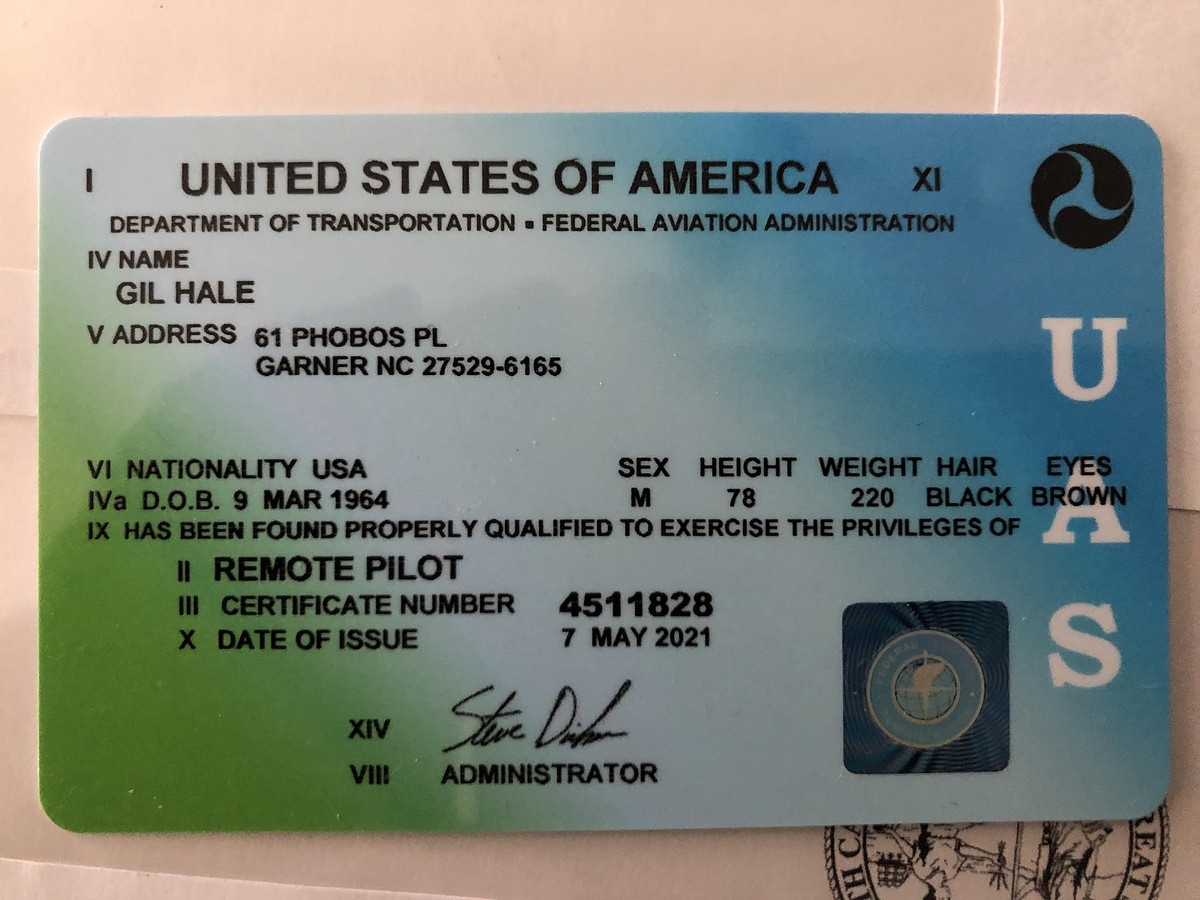 I UNITED STATES OF AMERICA XI
DEPARTMENT OF TRANSPORTATION ▪ FEDERAL AVIATION ADMINISTRATION
IV NAME
GIL HALE
V ADDRESS 61 PHOBOS PL
GARNER NC 27529-6165
VI NATIONALITY USA SEX HEIGHT WEIGHT HAIR EYES
IVa D.O.B. 9 MAR 1964 M 78 220 BLACK BROWN
IX HAS BEEN FOUND PROPERLY QUALIFIED TO EXERCISE THE PRIVILEGES OF
II REMOTE PILOT
III CERTIFICATE NUMBER 4511828
X DATE OF ISSUE 7 MAY 2021
XIV Steve
VIII ADMINISTRATOR
UAS
FEDERAL